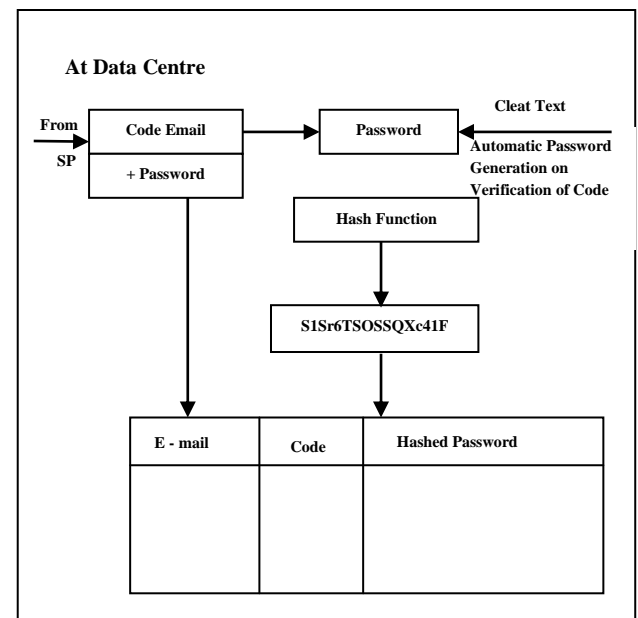 At Data Centre
From
SP
Code Email
+ Password
Password
Cleat Text
Automatic Password
Generation on
Verification of Code
Hash Function
S1Sr6TSOSSQXc41F
E - mail
Code
Hashed Password